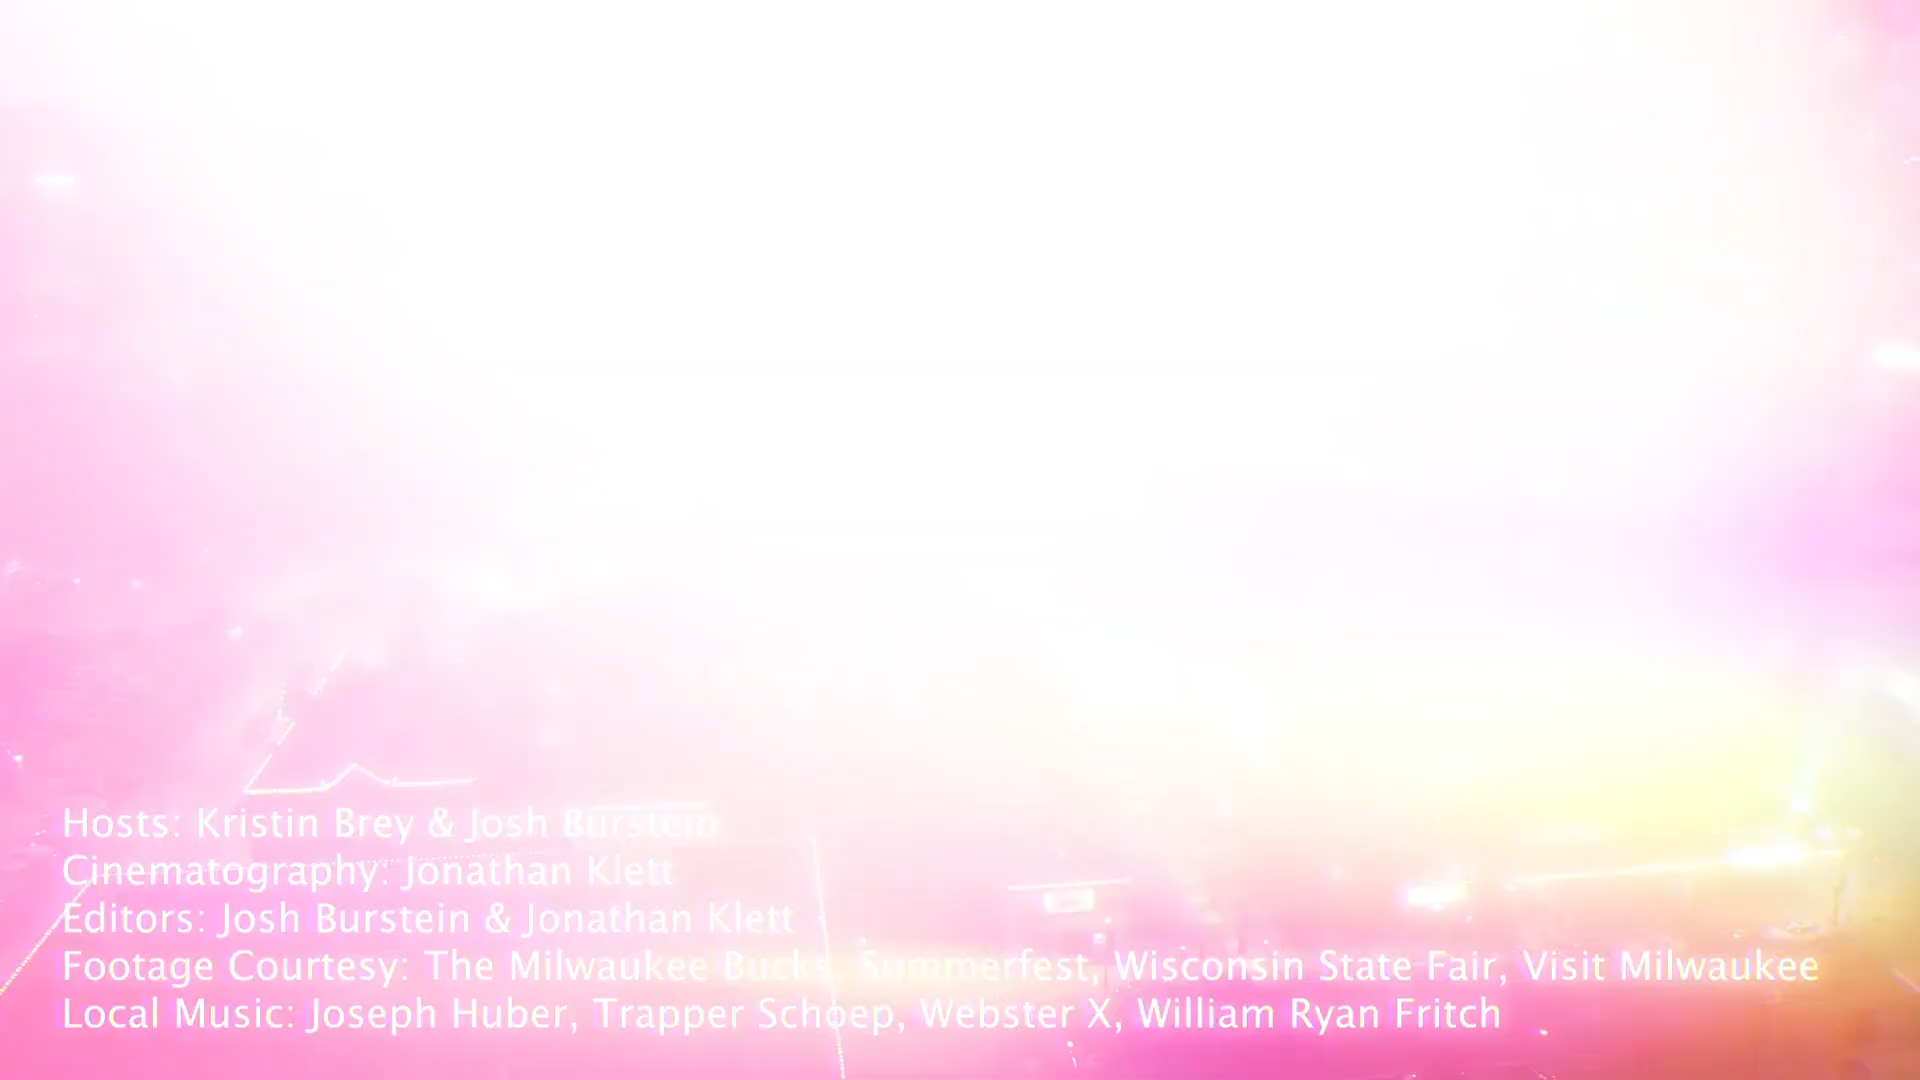 Hosts: Kristin Brey & Josh Burstein
Cinematography: Jonathan Klett
Editors: Josh Burstein & Jonathan Klett
Footage Courtesy: The Milwaukee Bucks, Summerfest, Wisconsin State Fair, Visit Milwaukee
Local Music: Joseph Huber, Trapper Schoep, Webster X, William Ryan Fritch